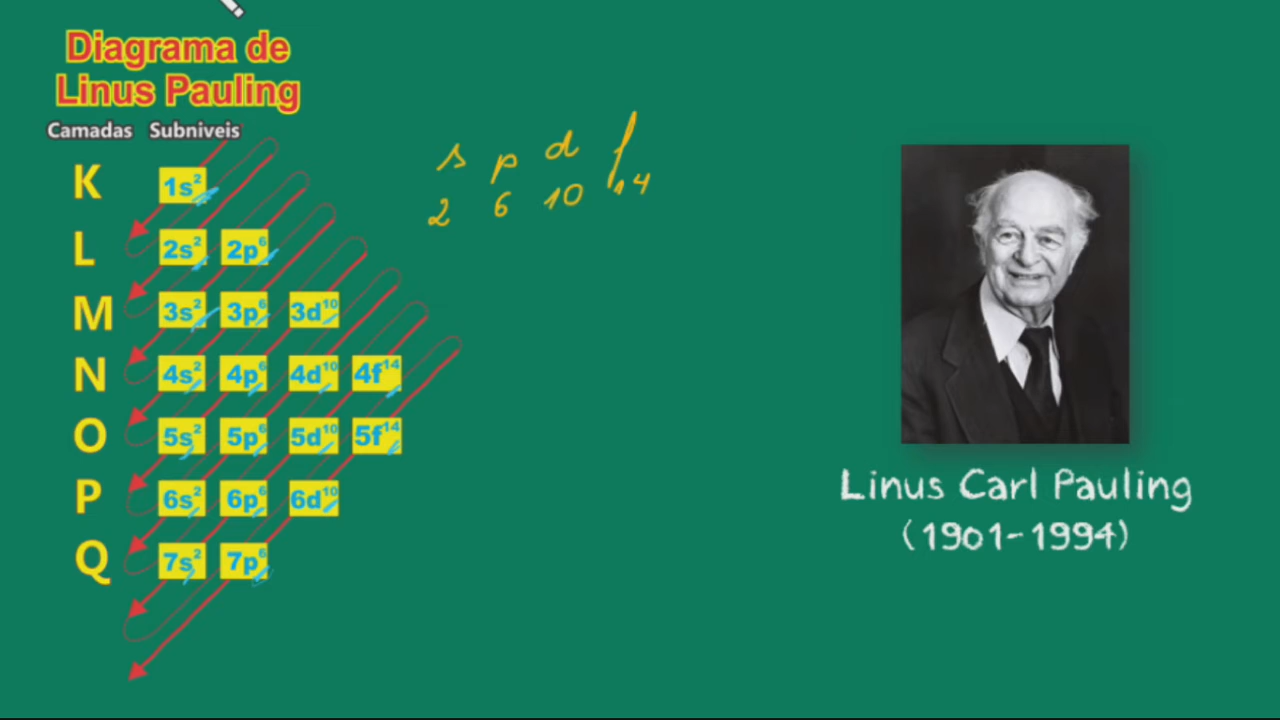 Diagrama de
Linus Pauling
Camadas Subniveis
K 1s²
L 2s² 2p⁶
M 3s² 3p⁶ 3d¹⁰
N 4s² 4p⁶ 4d¹⁰ 4f¹⁴
O 5s² 5p⁶ 5d¹⁰ 5f¹⁴
P 6s² 6p⁶ 6d¹⁰
Q 7s² 7p⁶
s p d f
2 6 10 14
Linus Carl Pauling
(1901-1994)